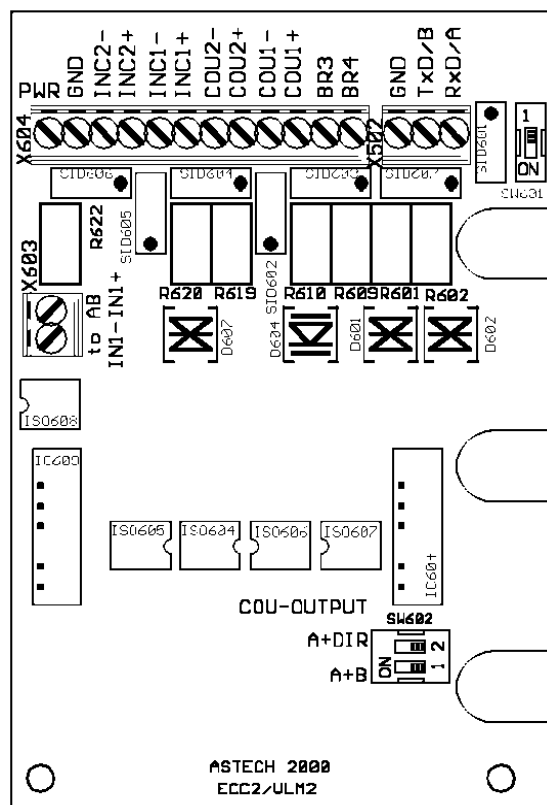 PWR
GND
INC2-
INC2+
INC1-
INC1+
COU2-
COU2+
COU1-
COU1+
BR3
BR4
GND
TxD/B
RxD/A
X604
X502
SID601
1
ON
SW601
SID606
SID604
SID603
SID607
R622
SID605
SID602
X603
R620
R619
R610
R609
R601
R602
to AB
IN1-IN1+
D607
D604
D601
D602
ISO608
IC603
ISO605
ISO604
ISO606
ISO607
IC604
COU-OUTPUT
SW602
A+DIR
2
ON
A+B
1
ASTECH 2000
ECC2/ULM2